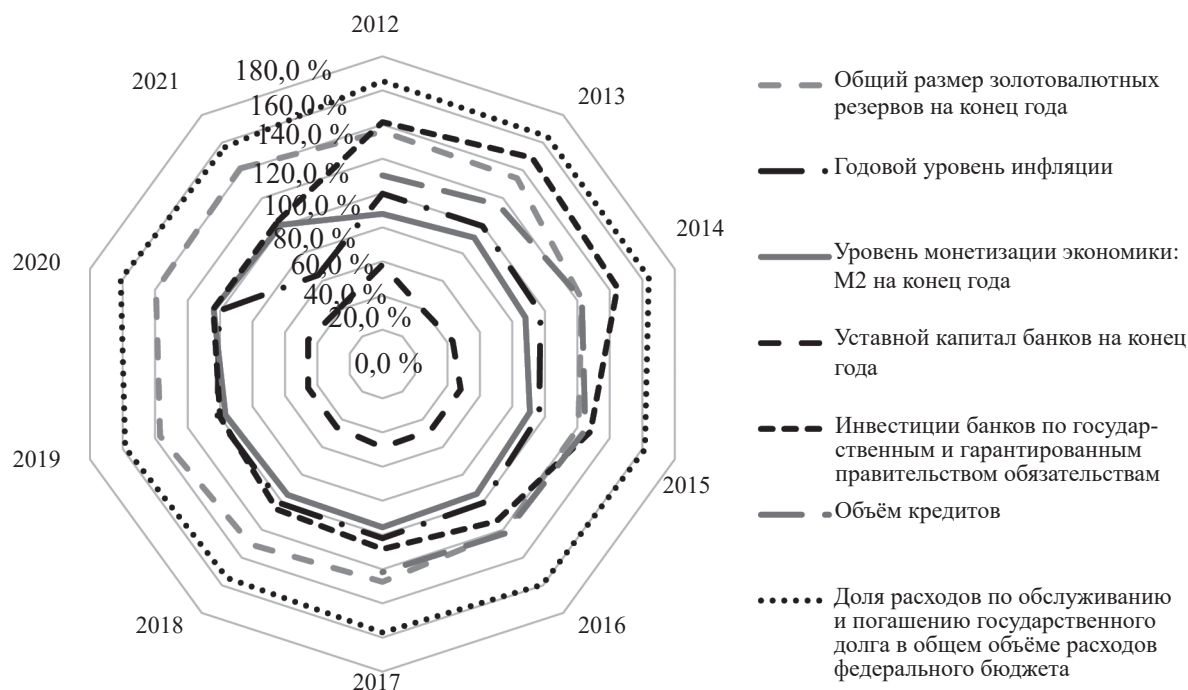 2012
2013
2014
2015
2016
2017
2018
2019
2020
2021
180,0 %
160,0 %
140,0 %
120,0 %
100,0 %
80,0 %
60,0 %
40,0 %
20,0 %
0,0 %
Общий размер золотовалютных
резервов на конец года
Годовой уровень инфляции
Уровень монетизации экономики:
М2 на конец года
Уставной капитал банков на конец
года
Инвестиции банков по государ-
ственным и гарантированным
правительством обязательствам
Объём кредитов
Доля расходов по обслуживанию
и погашению государственного
долга в общем объёме расходов
федерального бюджета